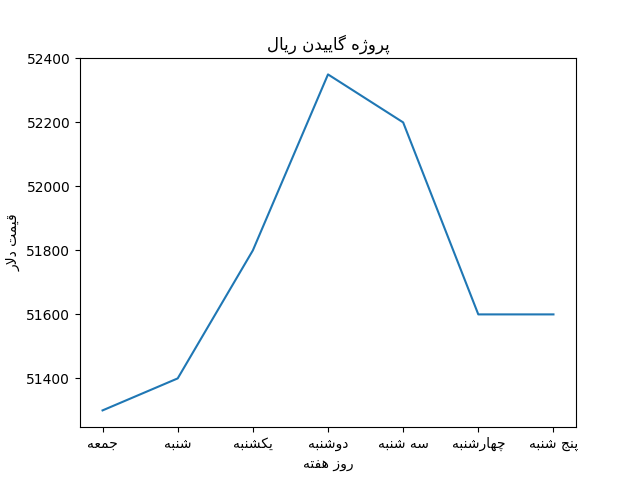 پروژه گاییدن ریال
52400
52200
52000
51800
51600
51400
قیمت دلار
جمعه شنبه یکشنبه دوشنبه سه شنبه چهارشنبه پنج شنبه
روز هفته